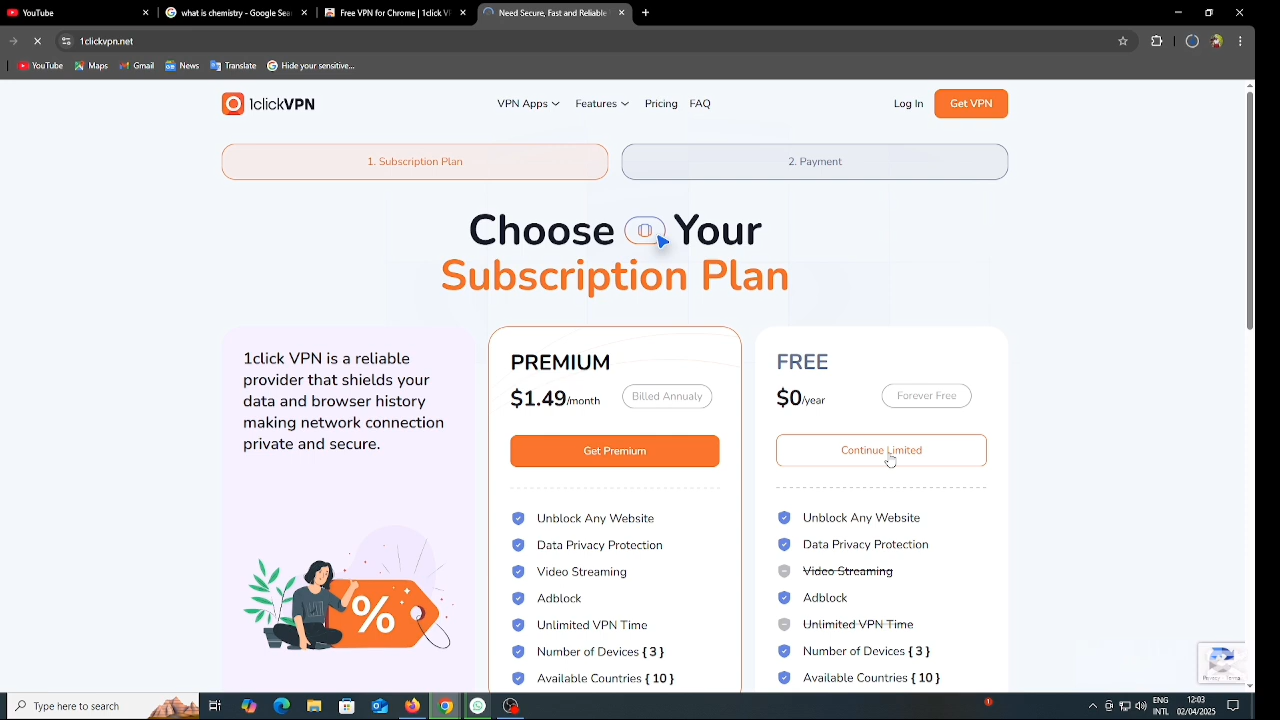 YouTube
what is chemistry - Google Sear
Free VPN for Chrome | 1click V
Need Secure, Fast and Reliable
1clickvpn.net
YouTube
Maps
Gmail
News
Translate
Hide your sensitive...
1clickVPN
VPN Apps
Features
Pricing
FAQ
Log In
Get VPN
1. Subscription Plan
2. Payment
Choose Your
Subscription Plan
1click VPN is a reliable
provider that shields your
data and browser history
making network connection
private and secure.
%
PREMIUM
$1.49/month
Billed Annualy
Get Premium
Unblock Any Website
Data Privacy Protection
Video Streaming
Adblock
Unlimited VPN Time
Number of Devices { 3 }
Available Countries { 10 }
FREE
$0/year
Forever Free
Continue Limited
Unblock Any Website
Data Privacy Protection
Video Streaming
Adblock
Unlimited VPN Time
Number of Devices { 3 }
Available Countries { 10 }
Type here to search
1
ENG
INTL
12:03
02/04/2025